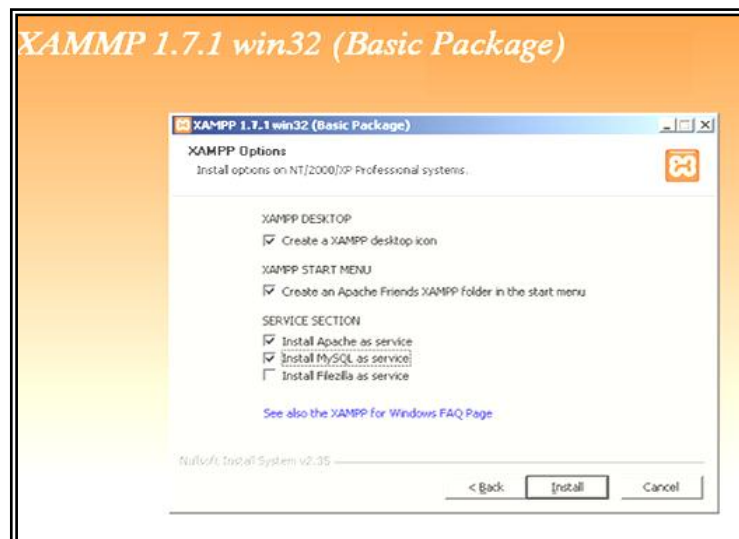 XAMMP 1.7.1 win32 (Basic Package)
XAMPP 1.7.1 win32 (Basic Package)
XAMPP Options
Install options on NT/2000/XP Professional systems.
XAMPP DESKTOP
Create a XAMPP desktop icon
XAMPP START MENU
Create an Apache Friends XAMPP folder in the start menu
SERVICE SECTION
Install Apache as service
Install MySQL as service
Install Filezilla as service
See also the XAMPP for Windows FAQ Page
Nullsoft Install System v2.35
< Back Install Cancel